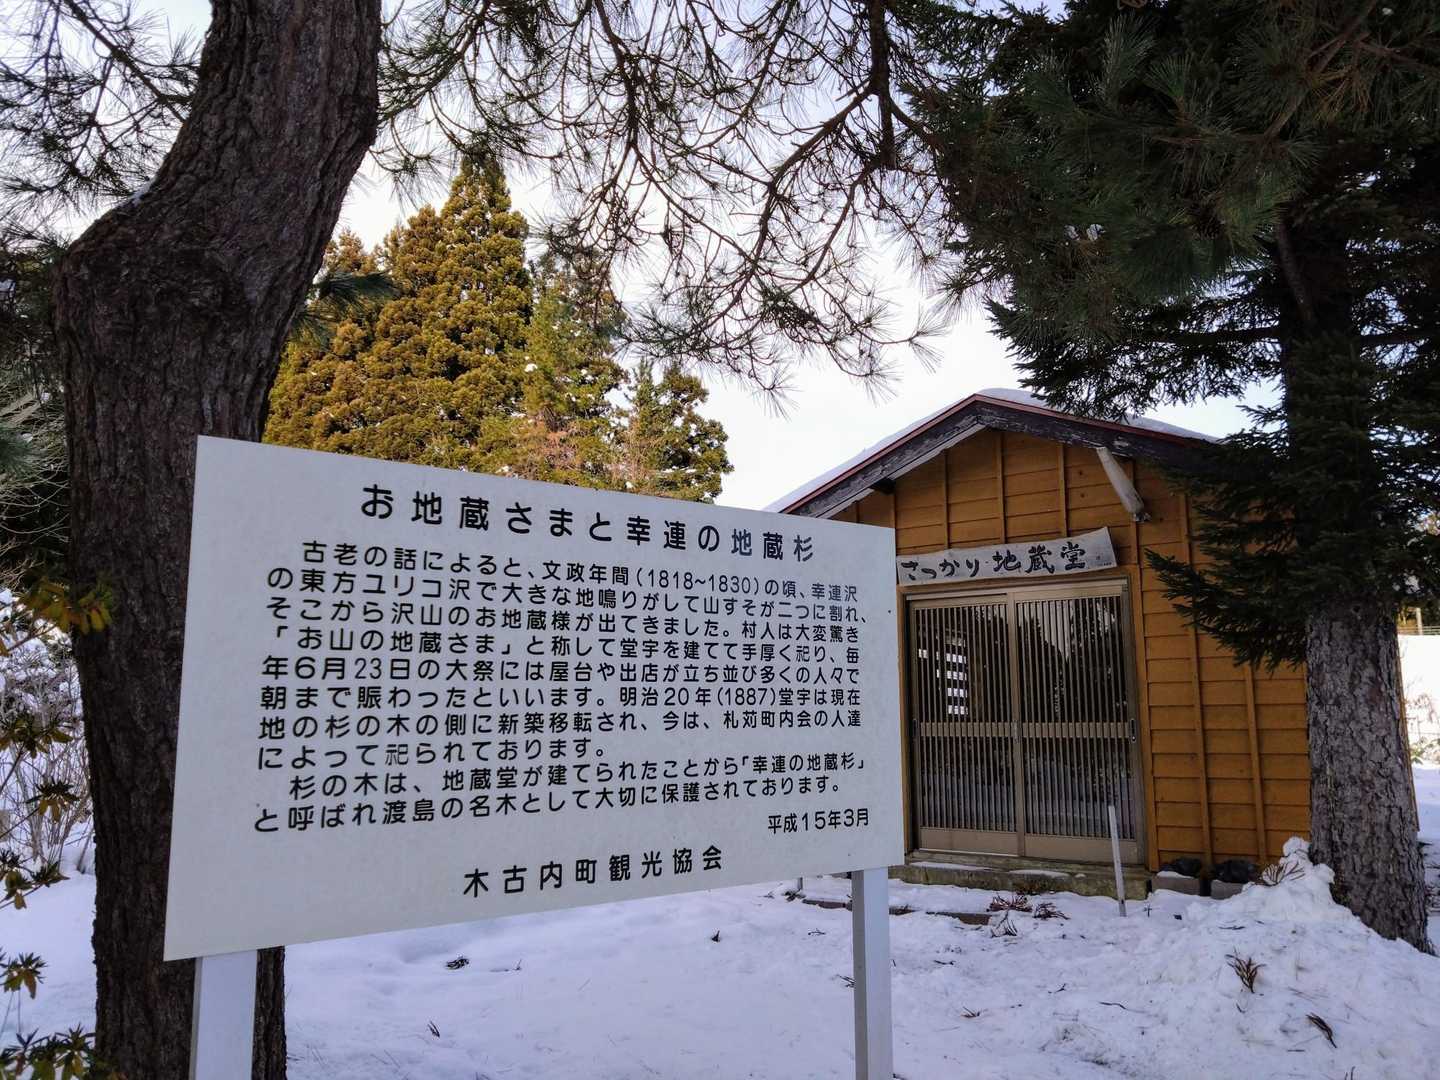 お地蔵さまと幸連の地蔵杉
古老の話によると、文政年間(1818~1830)の頃、幸連沢
の東方ユリコ沢で大きな地鳴りがして山すそが二つに割れ、
そこから沢山のお地蔵様が出てきました。村人は大変驚き
「お山の地蔵さま」と称して堂宇を建てて手厚く祀り、毎
年6月23日の大祭には屋台や出店が立ち並び多くの人々で
朝まで賑わったといいます。明治20年(1887)堂宇は現在
地の杉の木の側に新築移転され、今は、札苅町内会の人達
によって祀られております。
杉の木は、地蔵堂が建てられたことから「幸連の地蔵杉」
と呼ばれ渡島の名木として大切に保護されております。
平成15年3月
木古内町観光協会
さつかり地蔵堂